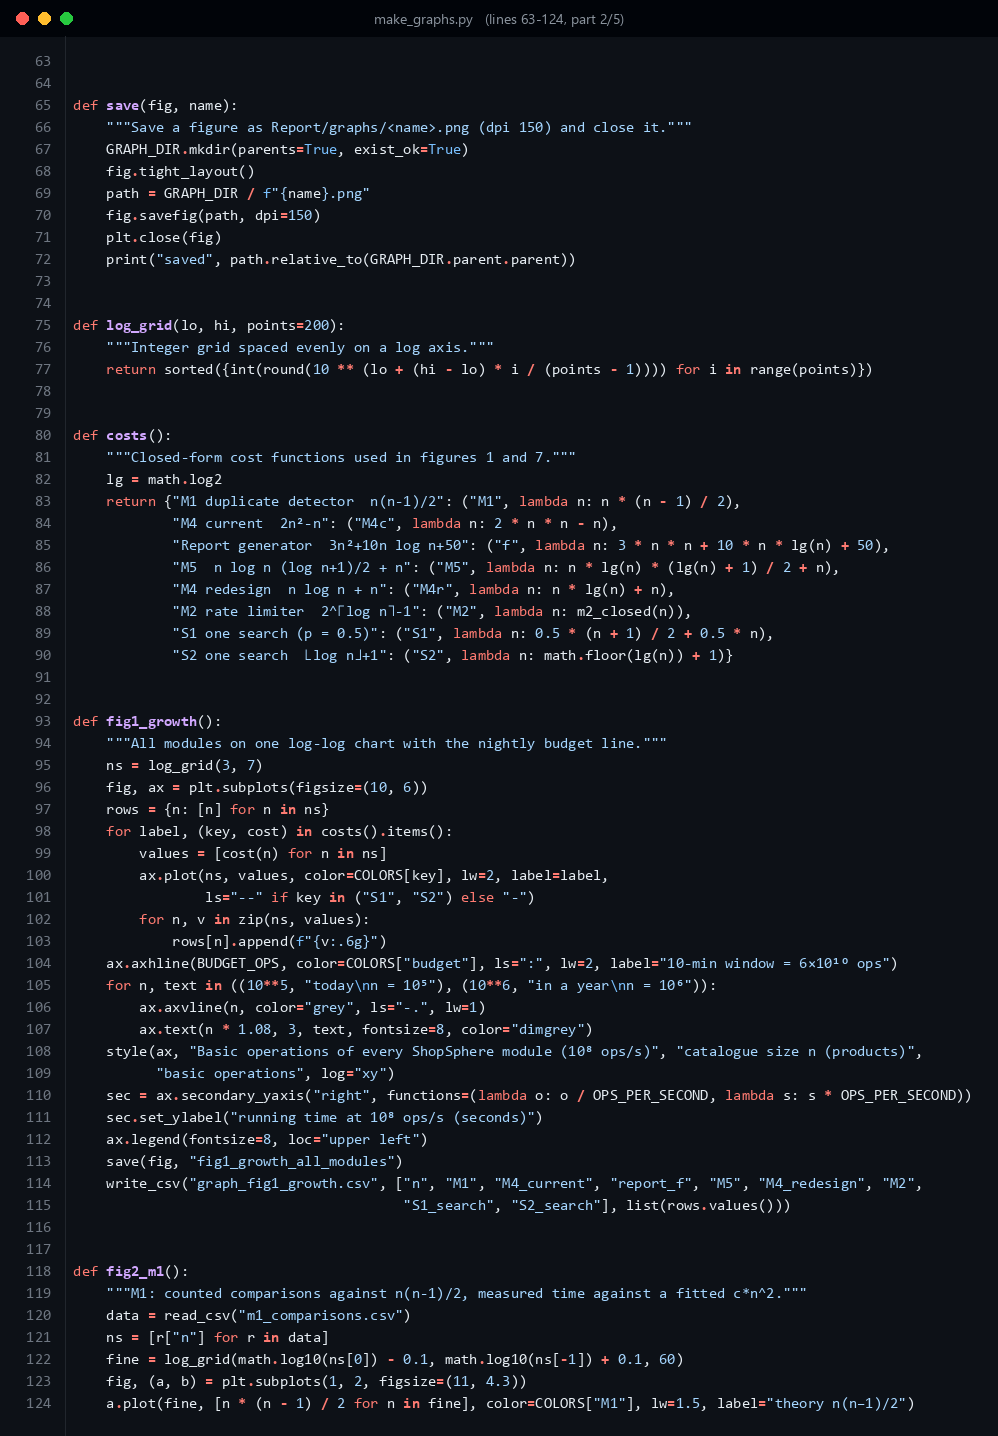 make_graphs.py (lines 63-124, part 2/5)
63
64
65 def save(fig, name):
66     """Save a figure as Report/graphs/<name>.png (dpi 150) and close it."""
67     GRAPH_DIR.mkdir(parents=True, exist_ok=True)
68     fig.tight_layout()
69     path = GRAPH_DIR / f"{name}.png"
70     fig.savefig(path, dpi=150)
71     plt.close(fig)
72     print("saved", path.relative_to(GRAPH_DIR.parent.parent))
73
74
75 def log_grid(lo, hi, points=200):
76     """Integer grid spaced evenly on a log axis."""
77     return sorted({int(round(10 ** (lo + (hi - lo) * i / (points - 1)))) for i in range(points)})
78
79
80 def costs():
81     """Closed-form cost functions used in figures 1 and 7."""
82     lg = math.log2
83     return {"M1 duplicate detector  n(n-1)/2": ("M1", lambda n: n * (n - 1) / 2),
84             "M4 current  2n²-n": ("M4c", lambda n: 2 * n * n - n),
85             "Report generator  3n²+10n log n+50": ("f", lambda n: 3 * n * n + 10 * n * lg(n) + 50),
86             "M5  n log n (log n+1)/2 + n": ("M5", lambda n: n * lg(n) * (lg(n) + 1) / 2 + n),
87             "M4 redesign  n log n + n": ("M4r", lambda n: n * lg(n) + n),
88             "M2 rate limiter  2^⌈log n⌉-1": ("M2", lambda n: m2_closed(n)),
89             "S1 one search (p = 0.5)": ("S1", lambda n: 0.5 * (n + 1) / 2 + 0.5 * n),
90             "S2 one search  ⌊log n⌋+1": ("S2", lambda n: math.floor(lg(n)) + 1)}
91
92
93 def fig1_growth():
94     """All modules on one log-log chart with the nightly budget line."""
95     ns = log_grid(3, 7)
96     fig, ax = plt.subplots(figsize=(10, 6))
97     rows = {n: [n] for n in ns}
98     for label, (key, cost) in costs().items():
99         values = [cost(n) for n in ns]
100         ax.plot(ns, values, color=COLORS[key], lw=2, label=label,
101                 ls="--" if key in ("S1", "S2") else "-")
102         for n, v in zip(ns, values):
103             rows[n].append(f"{v:.6g}")
104     ax.axhline(BUDGET_OPS, color=COLORS["budget"], ls=":", lw=2, label="10-min window = 6×10¹⁰ ops")
105     for n, text in ((10**5, "today\nn = 10⁵"), (10**6, "in a year\nn = 10⁶")):
106         ax.axvline(n, color="grey", ls="-.", lw=1)
107         ax.text(n * 1.08, 3, text, fontsize=8, color="dimgrey")
108     style(ax, "Basic operations of every ShopSphere module (10⁸ ops/s)", "catalogue size n (products)",
109           "basic operations", log="xy")
110     sec = ax.secondary_yaxis("right", functions=(lambda o: o / OPS_PER_SECOND, lambda s: s * OPS_PER_SECOND))
111     sec.set_ylabel("running time at 10⁸ ops/s (seconds)")
112     ax.legend(fontsize=8, loc="upper left")
113     save(fig, "fig1_growth_all_modules")
114     write_csv("graph_fig1_growth.csv", ["n", "M1", "M4_current", "report_f", "M5", "M4_redesign", "M2",
115                                         "S1_search", "S2_search"], list(rows.values()))
116
117
118 def fig2_m1():
119     """M1: counted comparisons against n(n-1)/2, measured time against a fitted c*n^2."""
120     data = read_csv("m1_comparisons.csv")
121     ns = [r["n"] for r in data]
122     fine = log_grid(math.log10(ns[0]) - 0.1, math.log10(ns[-1]) + 0.1, 60)
123     fig, (a, b) = plt.subplots(1, 2, figsize=(11, 4.3))
124     a.plot(fine, [n * (n - 1) / 2 for n in fine], color=COLORS["M1"], lw=1.5, label="theory n(n−1)/2")